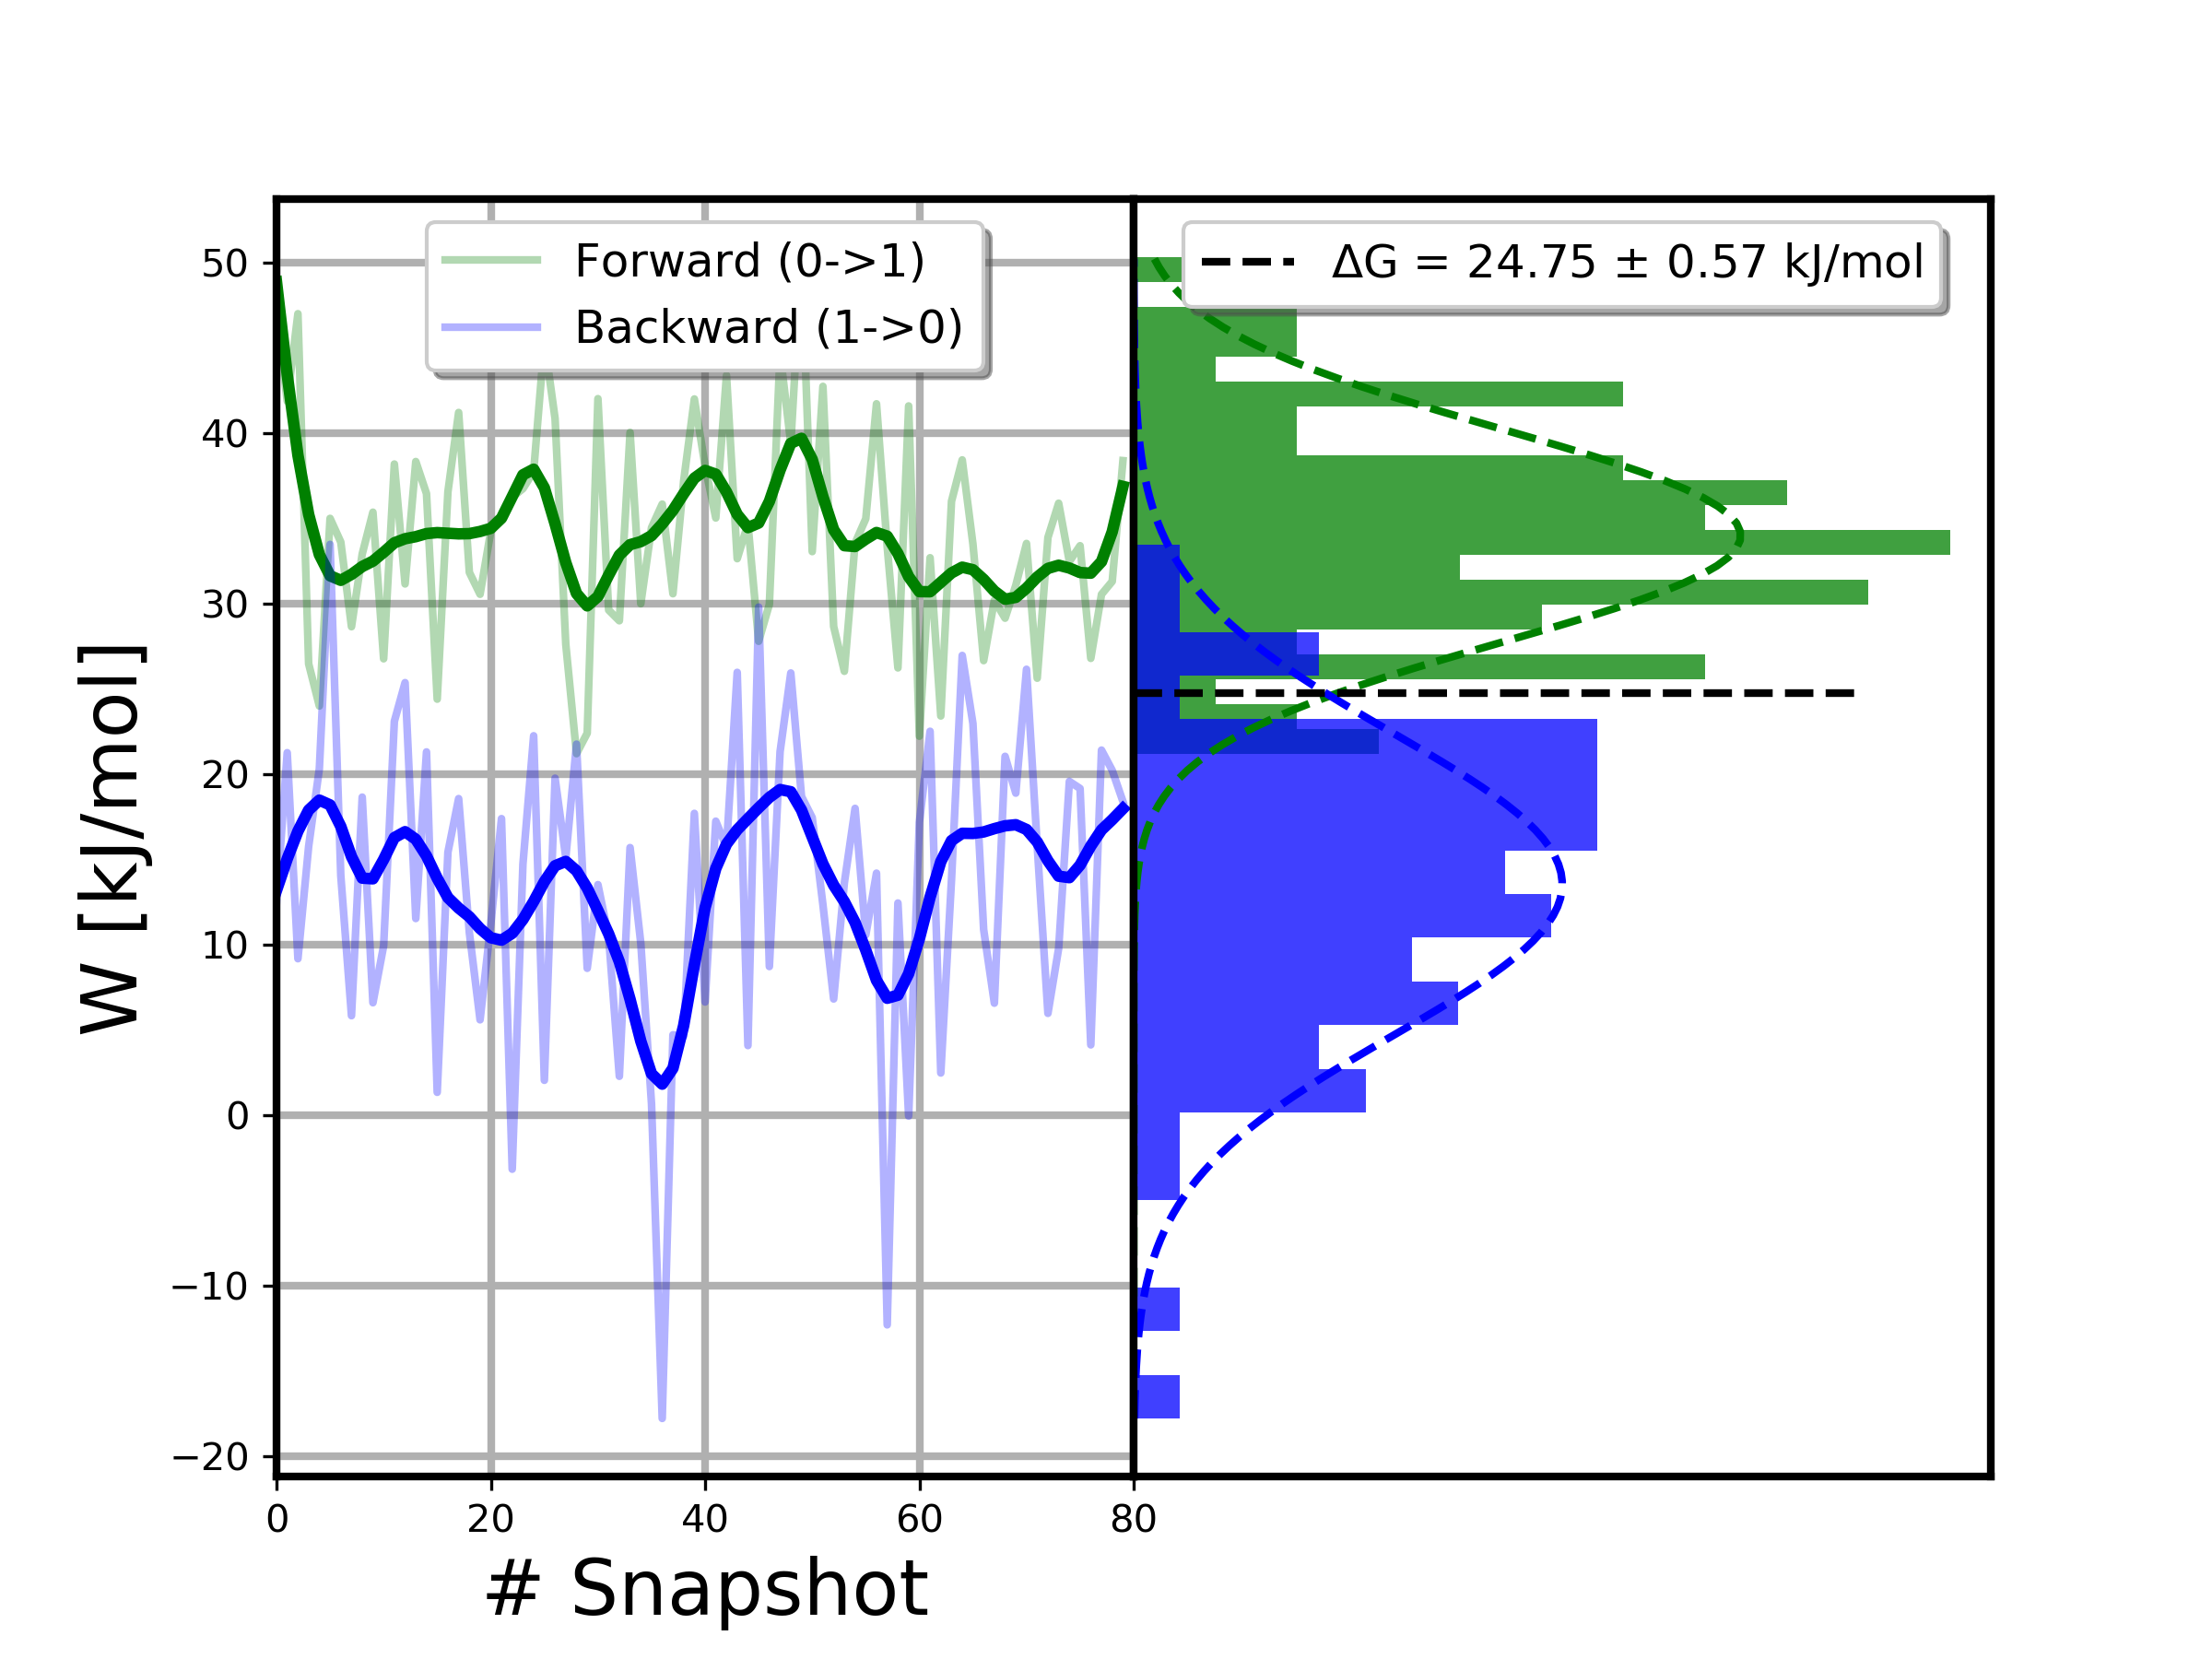 Forward (0->1)
Backward (1->0)
ΔG = 24.75 ± 0.57 kJ/mol
W [kJ/mol]
50
40
30
20
10
0
−10
−20
0 20 40 60 80
# Snapshot